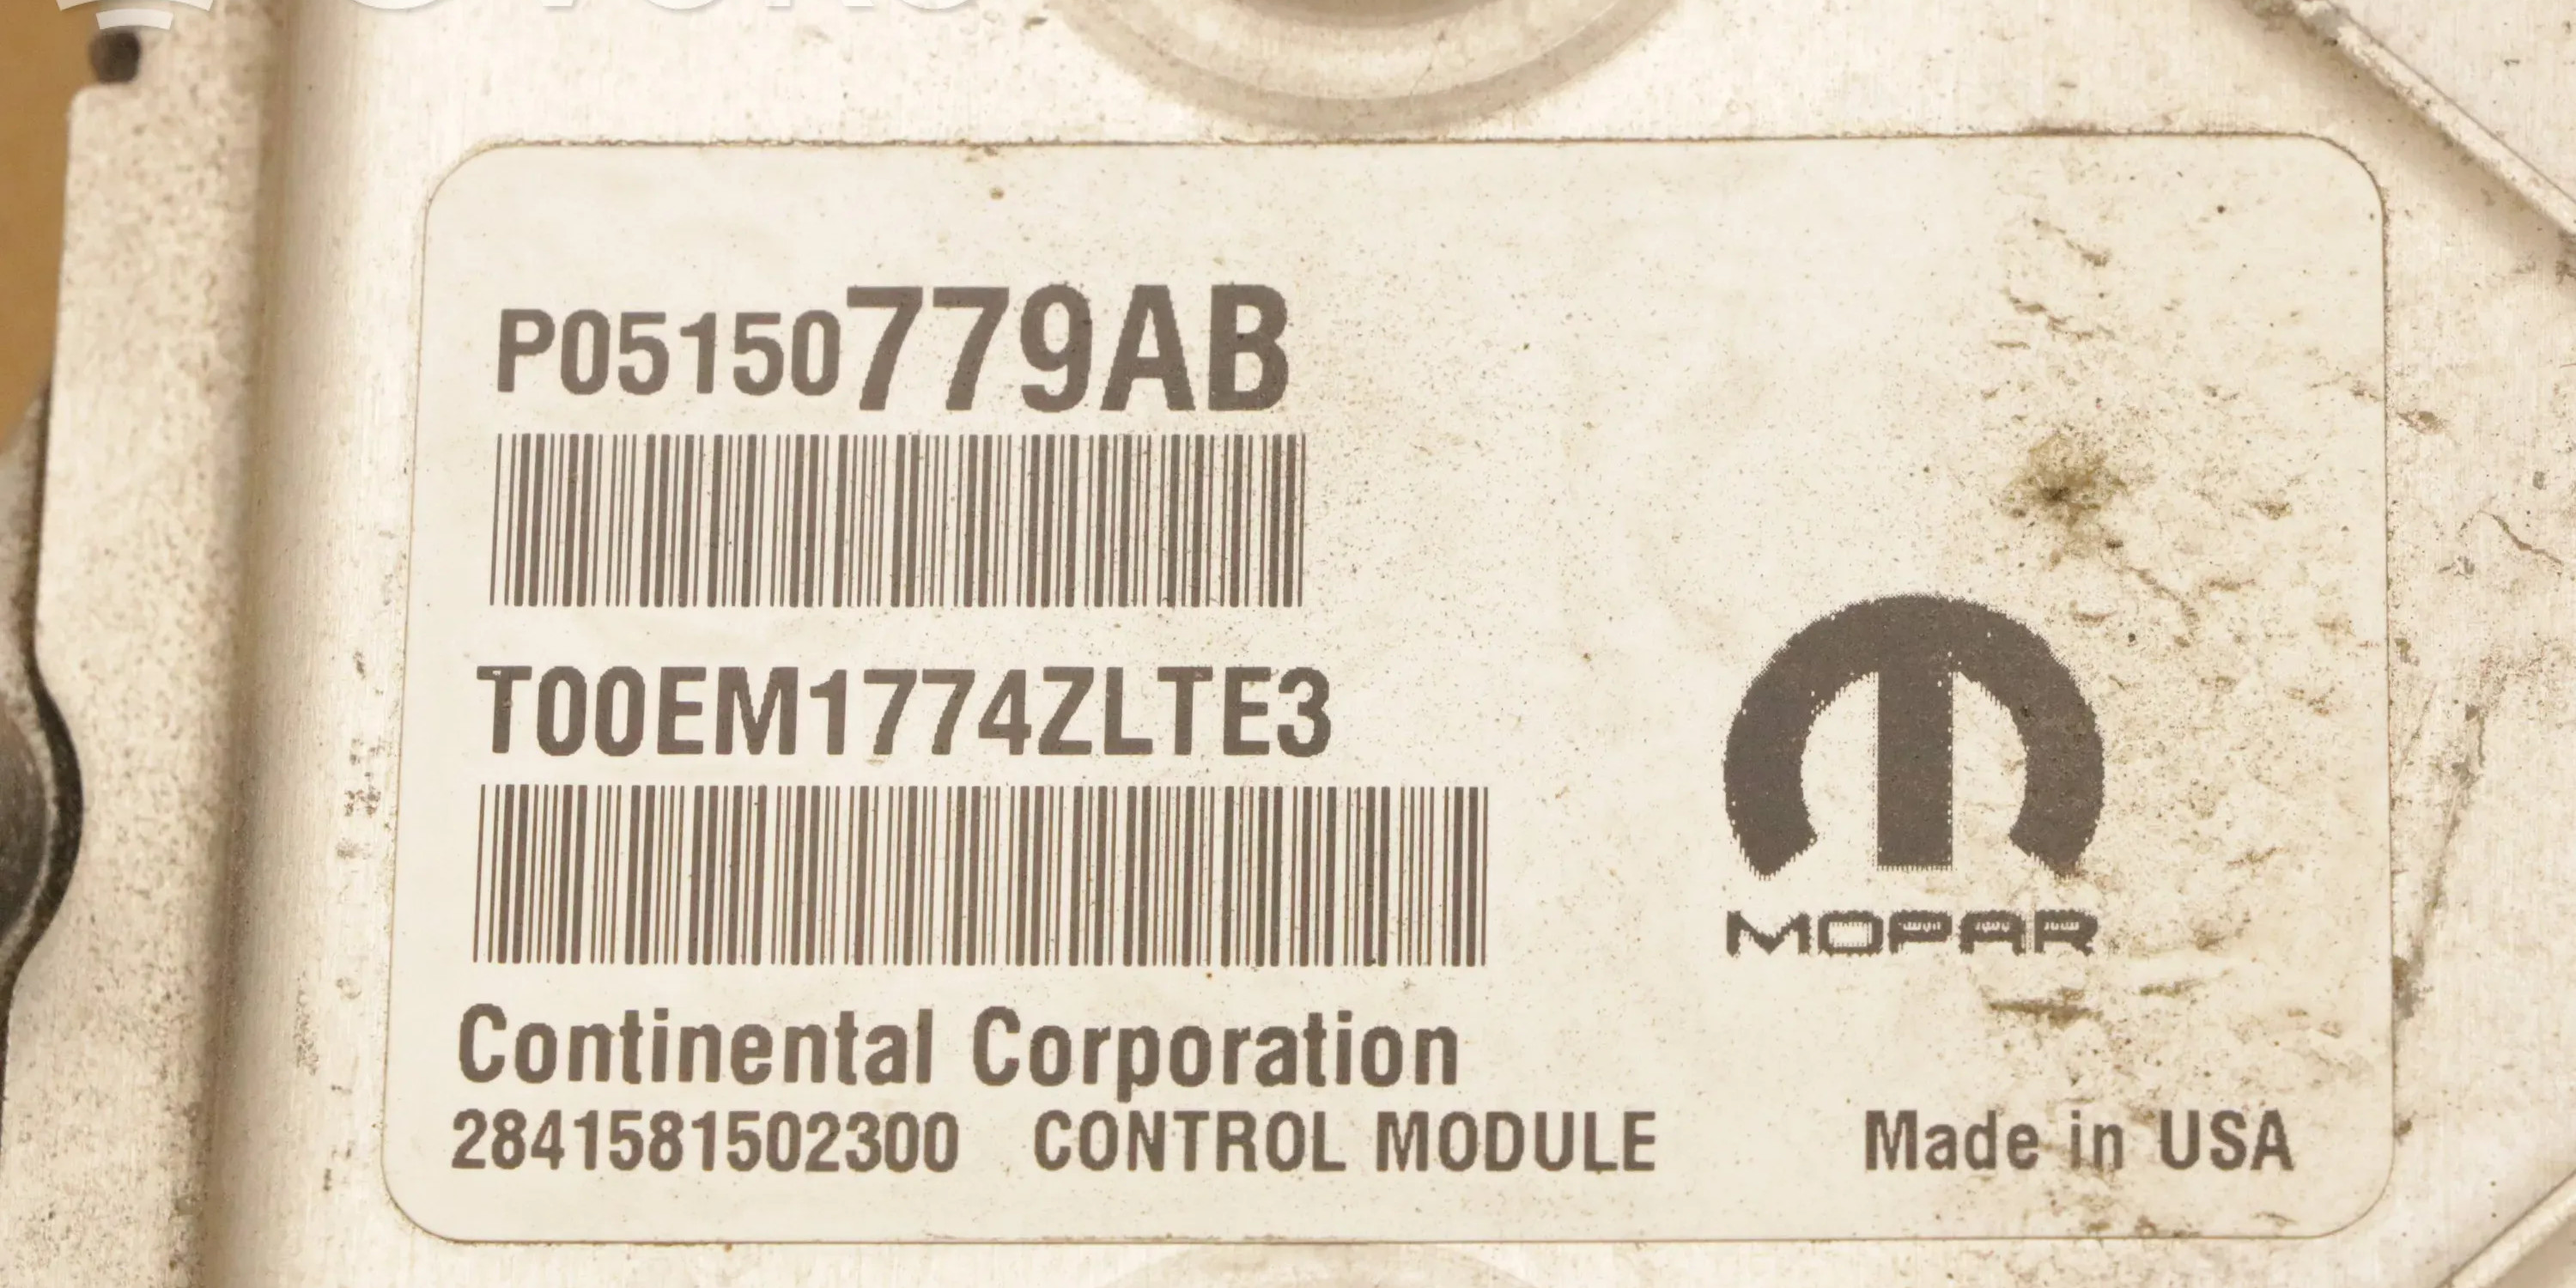 P05150779AB
T00EM1774ZLTE3
MOPAR
Continental Corporation
2841581502300 CONTROL MODULE Made in USA